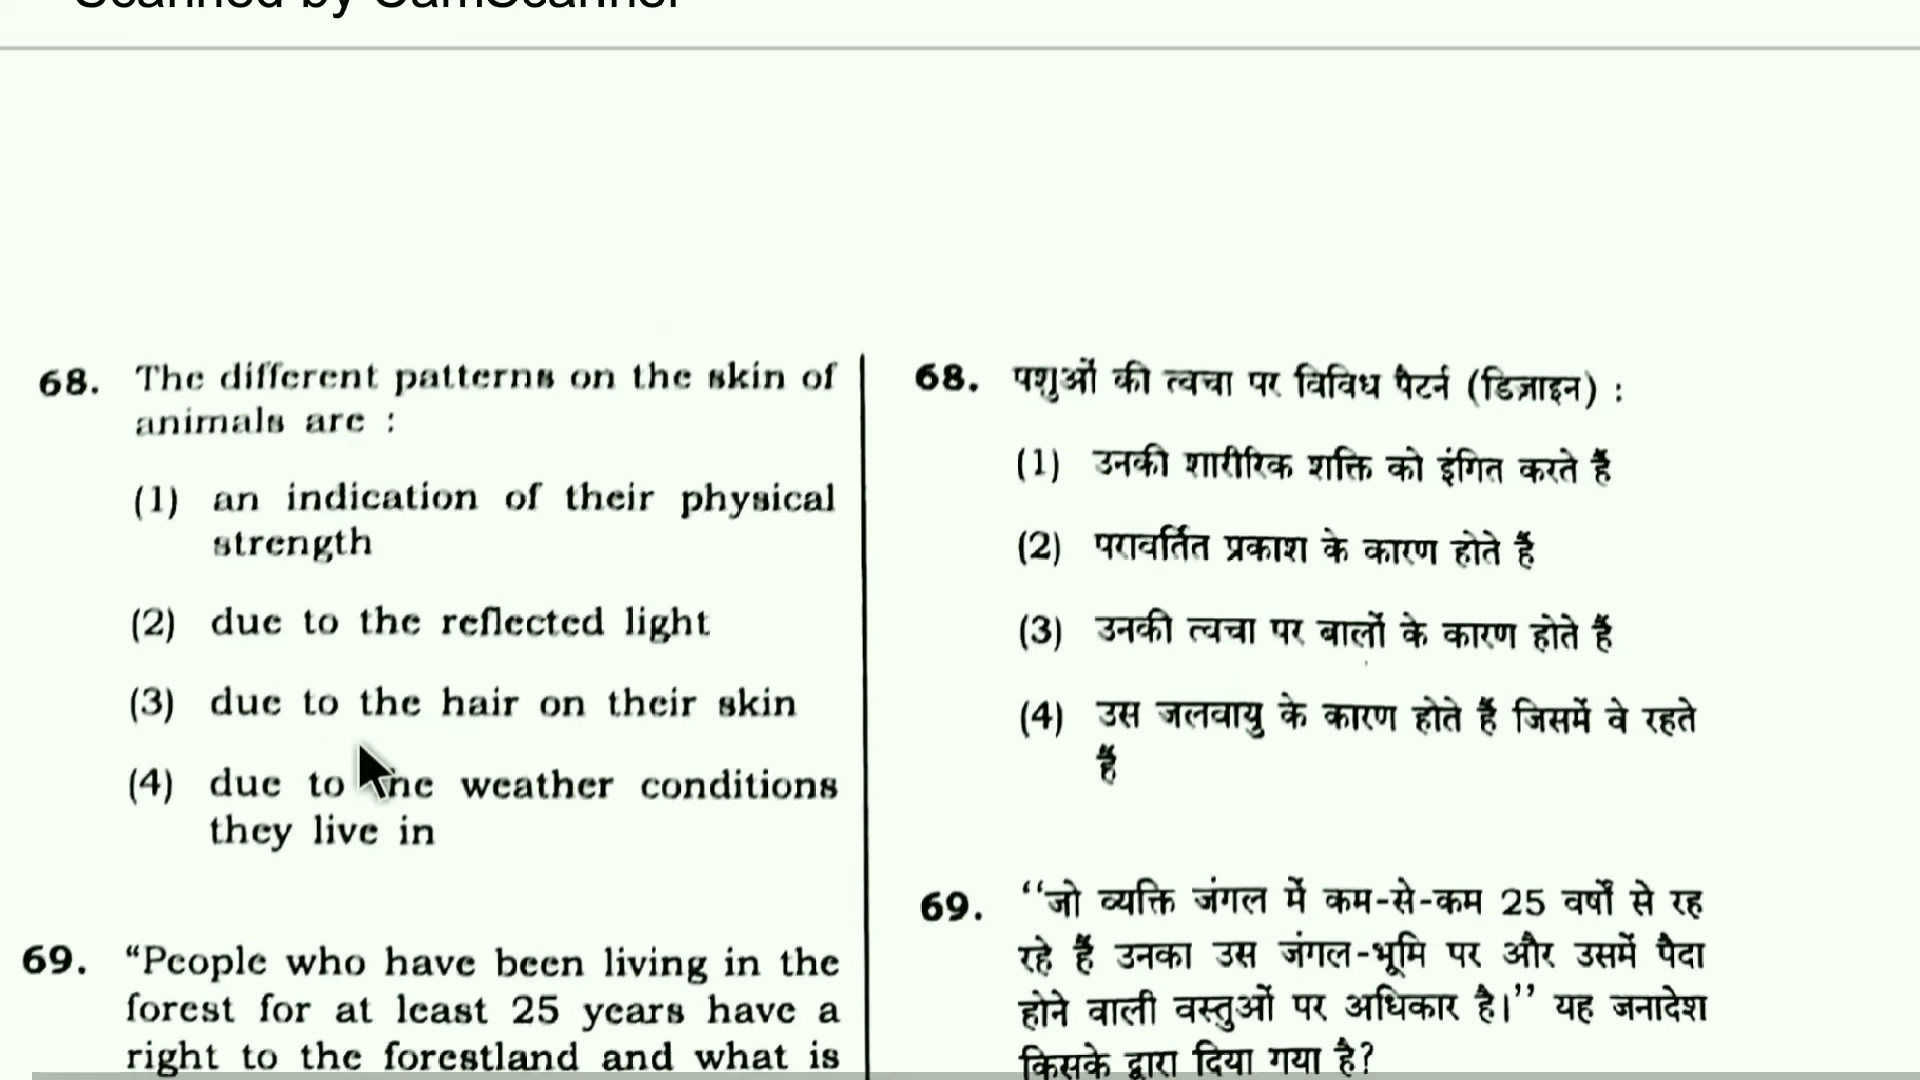 Scanned by CamScanner
68. The different patterns on the skin of
animals are :
(1) an indication of their physical
strength
(2) due to the reflected light
(3) due to the hair on their skin
(4) due to the weather conditions
they live in
69. “People who have been living in the
forest for at least 25 years have a
right to the forestland and what is
68. पशुओं की त्वचा पर विविध पैटर्न (डिज़ाइन) :
(1) उनकी शारीरिक शक्ति को इंगित करते हैं
(2) परावर्तित प्रकाश के कारण होते हैं
(3) उनकी त्वचा पर बालों के कारण होते हैं
(4) उस जलवायु के कारण होते हैं जिसमें वे रहते
हैं
69. ‘‘जो व्यक्ति जंगल में कम-से-कम 25 वर्षों से रह
रहे हैं उनका उस जंगल-भूमि पर और उसमें पैदा
होने वाली वस्तुओं पर अधिकार है।’’ यह जनादेश
किसके द्वारा दिया गया है?